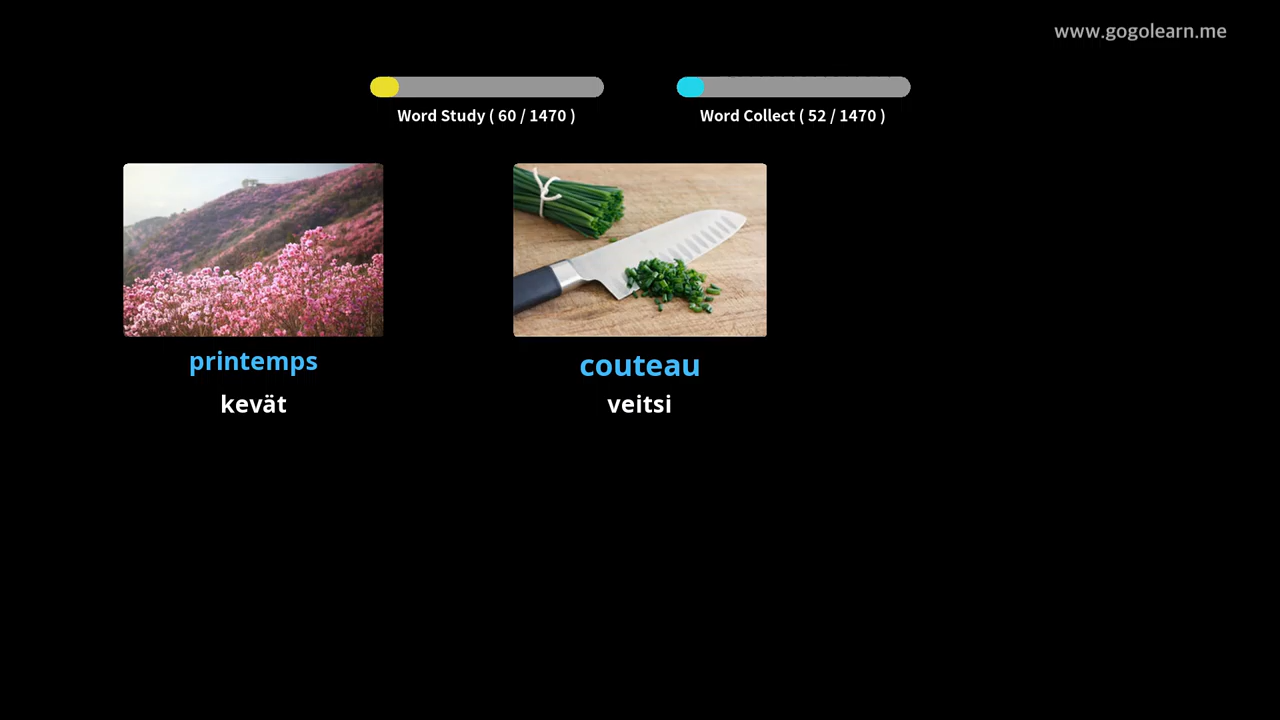 www.gogolearn.me
Word Study ( 60 / 1470 )
Word Collect ( 52 / 1470 )
printemps
kevät
couteau
veitsi